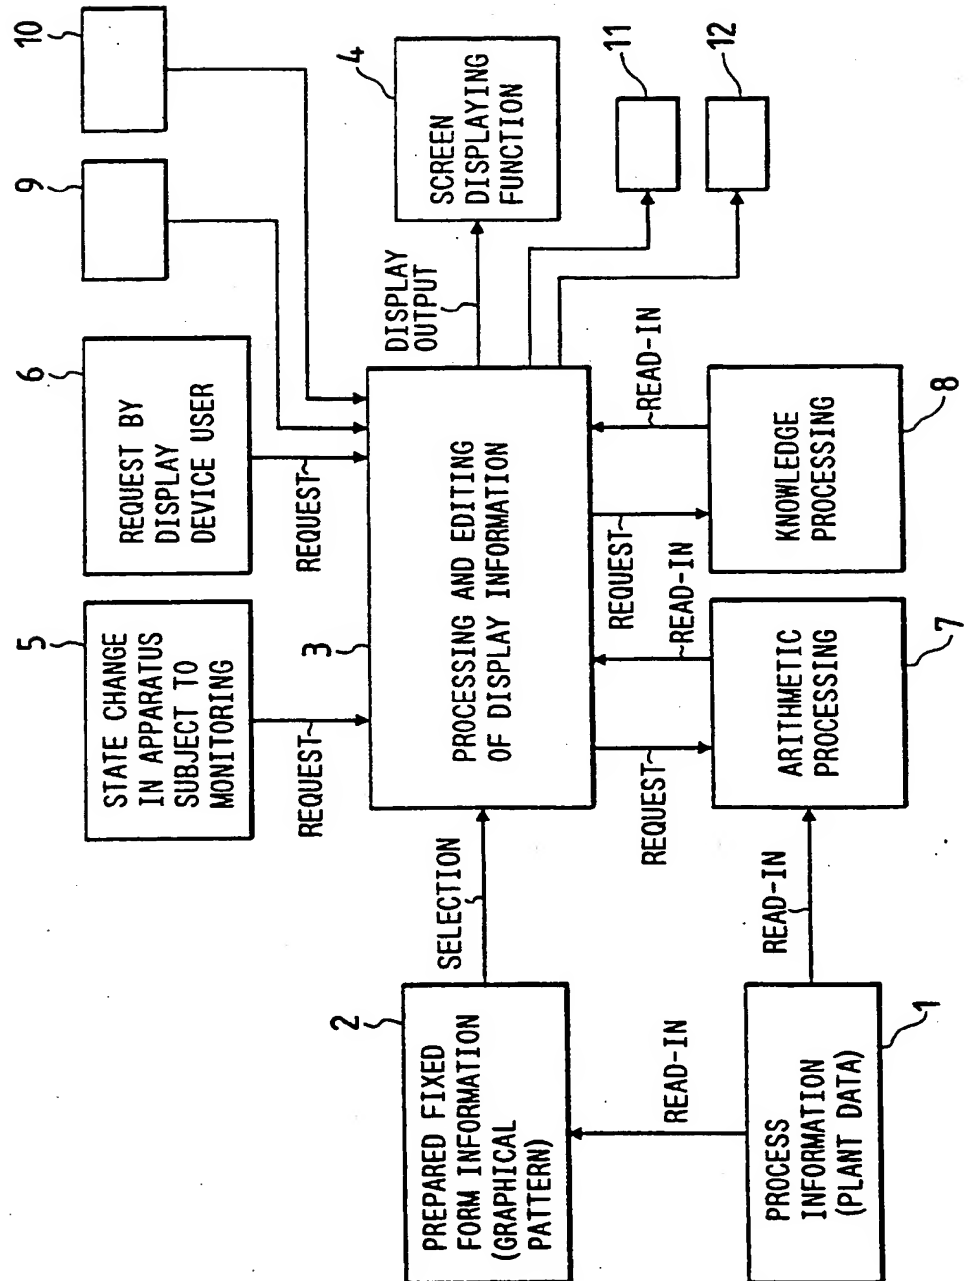 5
STATE CHANGE
IN APPARATUS
SUBJECT TO
MONITORING
6
REQUEST BY
DISPLAY
DEVICE USER
9
10
REQUEST
REQUEST
2
PREPARED FIXED
FORM INFORMATION
(GRAPHICAL
PATTERN)
SELECTION
3
PROCESSING AND EDITING
OF DISPLAY INFORMATION
DISPLAY
OUTPUT
4
SCREEN
DISPLAYING
FUNCTION
11
12
READ-IN
REQUEST
READ-IN
REQUEST
READ-IN
PROCESS
INFORMATION
(PLANT DATA)
1
READ-IN
ARITHMETIC
PROCESSING
7
KNOWLEDGE
PROCESSING
8